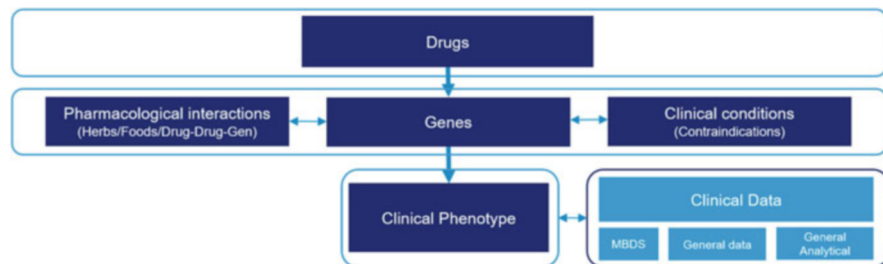 Drugs
Pharmacological interactions
(Herbs/Foods/Drug-Drug-Gen)
Genes
Clinical conditions
(Contraindications)
Clinical Phenotype
Clinical Data
MBDS
General data
General
Analytical